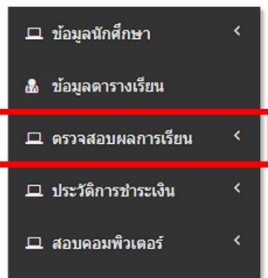 ข้อมูลนักศึกษา
ข้อมูลตารางเรียน
ตรวจสอบผลการเรียน
ประวัติการชำระเงิน
สอบคอมพิวเตอร์